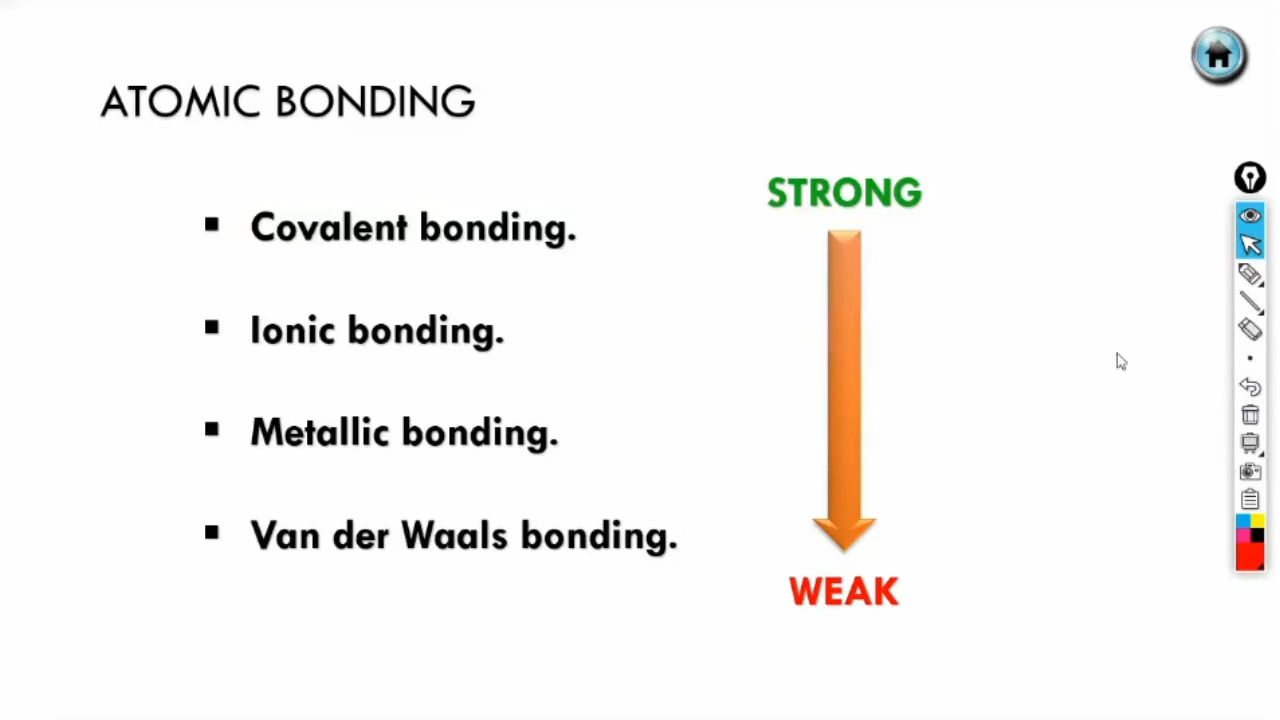 ATOMIC BONDING
STRONG
▪ Covalent bonding.
▪ Ionic bonding.
▪ Metallic bonding.
▪ Van der Waals bonding.
WEAK